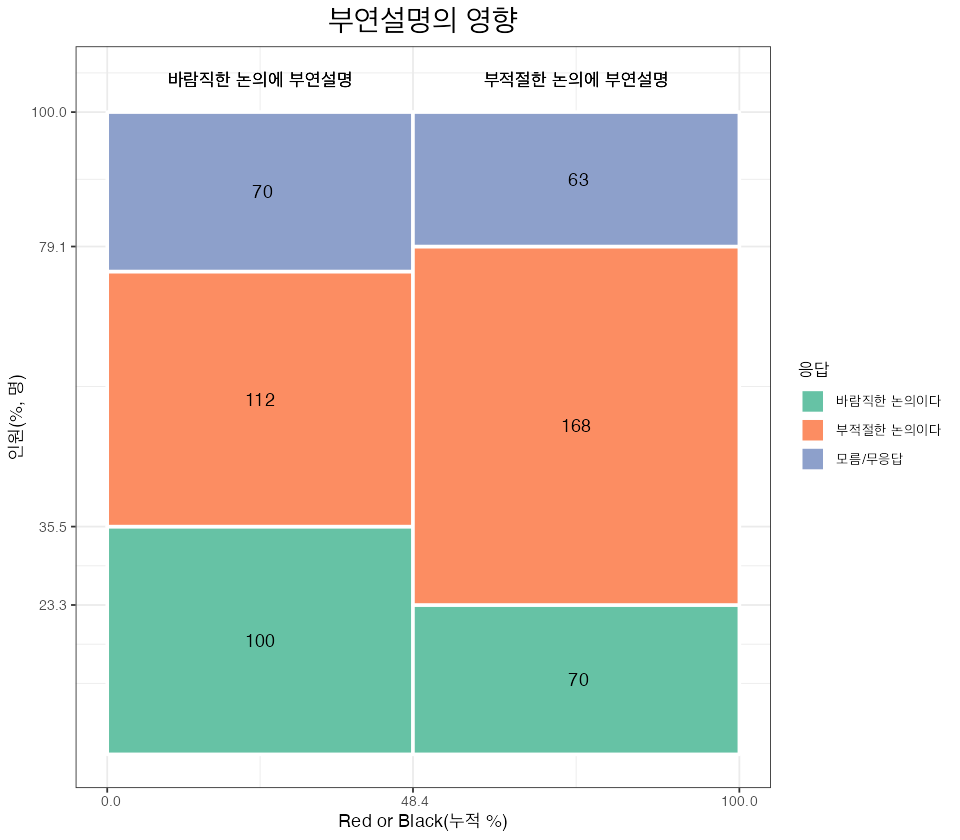 부연설명의 영향
바람직한 논의에 부연설명
부적절한 논의에 부연설명
100.0
79.1
35.5
23.3
인원(%, 명)
70
63
112
168
100
70
0.0
48.4
100.0
Red or Black(누적 %)
응답
바람직한 논의이다
부적절한 논의이다
모름/무응답